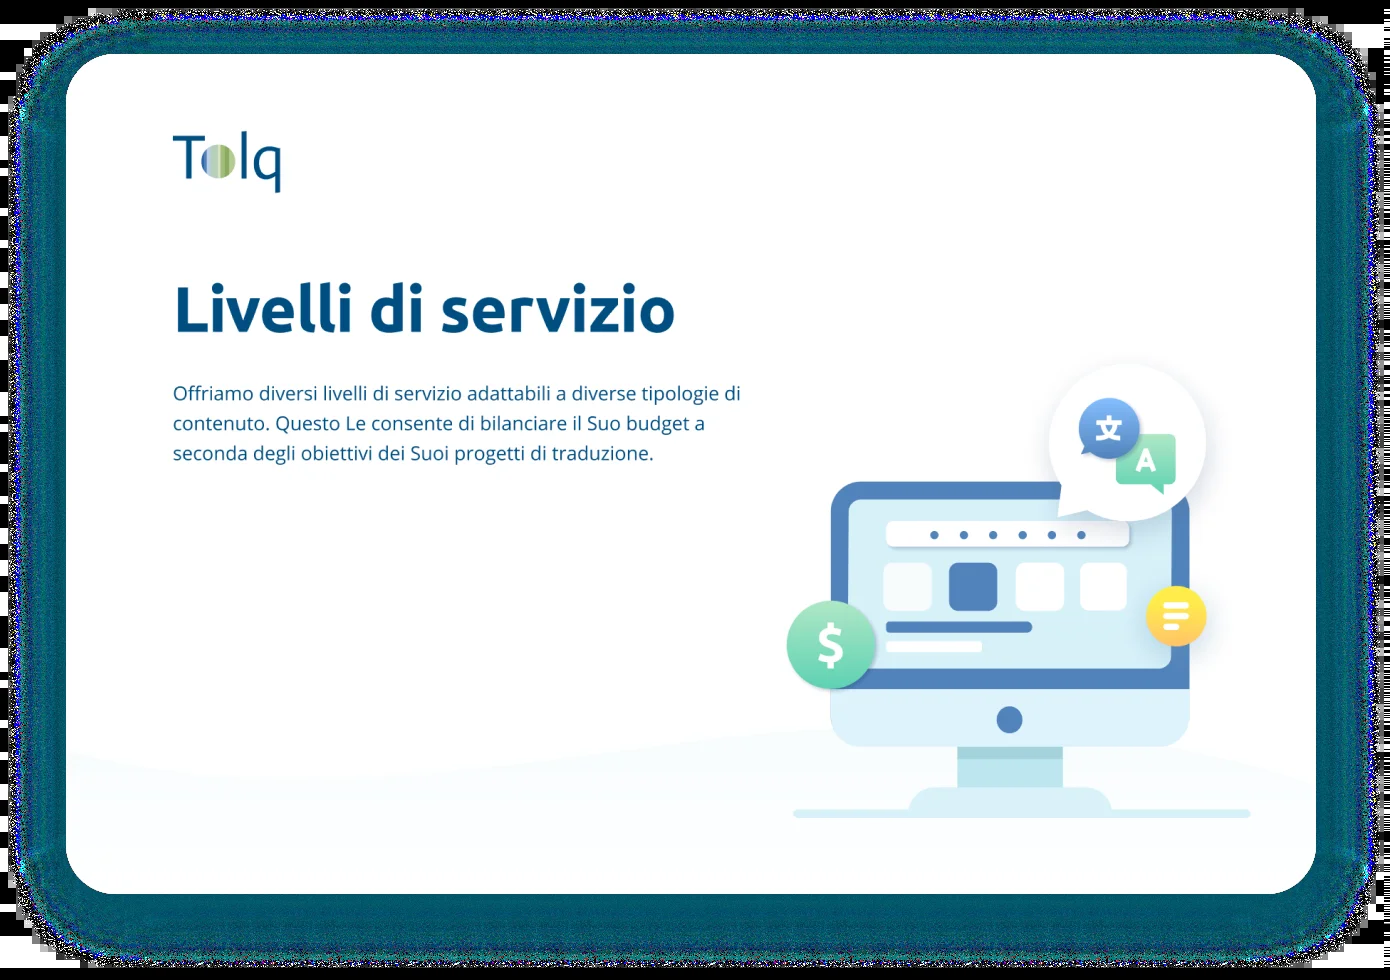 Tolq
Livelli di servizio
Offriamo diversi livelli di servizio adattabili a diverse tipologie di
contenuto. Questo Le consente di bilanciare il Suo budget a
seconda degli obiettivi dei Suoi progetti di traduzione.
文
A
$